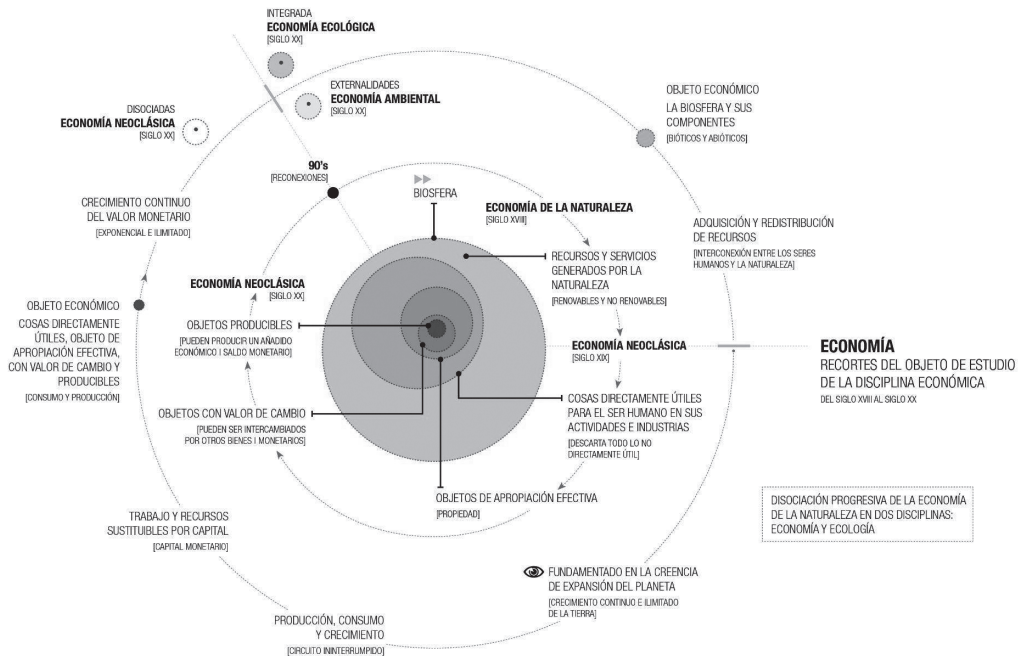 INTEGRADA
ECONOMÍA ECOLÓGICA
[SIGLO XX]
EXTERNALIDADES
ECONOMÍA AMBIENTAL
[SIGLO XX]
DISOCIADAS
ECONOMÍA NEOCLÁSICA
[SIGLO XX]
90's
[RECONEXIONES]
OBJETO ECONÓMICO
LA BIOSFERA Y SUS
COMPONENTES
[BIÓTICOS Y ABIÓTICOS]
BIOSFERA
ECONOMÍA DE LA NATURALEZA
[SIGLO XVIII]
CRECIMIENTO CONTINUO
DEL VALOR MONETARIO
[EXPONENCIAL E ILIMITADO]
ADQUISICIÓN Y REDISTRIBUCIÓN
DE RECURSOS
[INTERCONEXIÓN ENTRE LOS SERES
HUMANOS Y LA NATURALEZA]
RECURSOS Y SERVICIOS
GENERADOS POR LA
NATURALEZA
[RENOVABLES Y NO RENOVABLES]
ECONOMÍA NEOCLÁSICA
[SIGLO XX]
OBJETO ECONÓMICO
COSAS DIRECTAMENTE
ÚTILES, OBJETO DE
APROPIACIÓN EFECTIVA,
CON VALOR DE CAMBIO Y
PRODUCIBLES
[CONSUMO Y PRODUCCIÓN]
OBJETOS PRODUCIBLES
[PUEDEN PRODUCIR UN AÑADIDO
ECONÓMICO I SALDO MONETARIO]
ECONOMÍA NEOCLÁSICA
[SIGLO XIX]
ECONOMÍA
RECORTES DEL OBJETO DE ESTUDIO
DE LA DISCIPLINA ECONÓMICA
DEL SIGLO XVIII AL SIGLO XX
OBJETOS CON VALOR DE CAMBIO
[PUEDEN SER INTERCAMBIADOS
POR OTROS BIENES I MONETARIOS]
COSAS DIRECTAMENTE ÚTILES
PARA EL SER HUMANO EN SUS
ACTIVIDADES E INDUSTRIAS
[DESCARTA TODO LO NO
DIRECTAMENTE ÚTIL]
OBJETOS DE APROPIACIÓN EFECTIVA
[PROPIEDAD]
DISOCIACIÓN PROGRESIVA DE LA ECONOMÍA
DE LA NATURALEZA EN DOS DISCIPLINAS:
ECONOMÍA Y ECOLOGÍA
TRABAJO Y RECURSOS
SUSTITUIBLES POR CAPITAL
[CAPITAL MONETARIO]
FUNDAMENTADO EN LA CREENCIA
DE EXPANSIÓN DEL PLANETA
[CRECIMIENTO CONTINUO E ILIMITADO
DE LA TIERRA]
PRODUCCIÓN, CONSUMO
Y CRECIMIENTO
[CIRCUITO ININTERRUMPIDO]